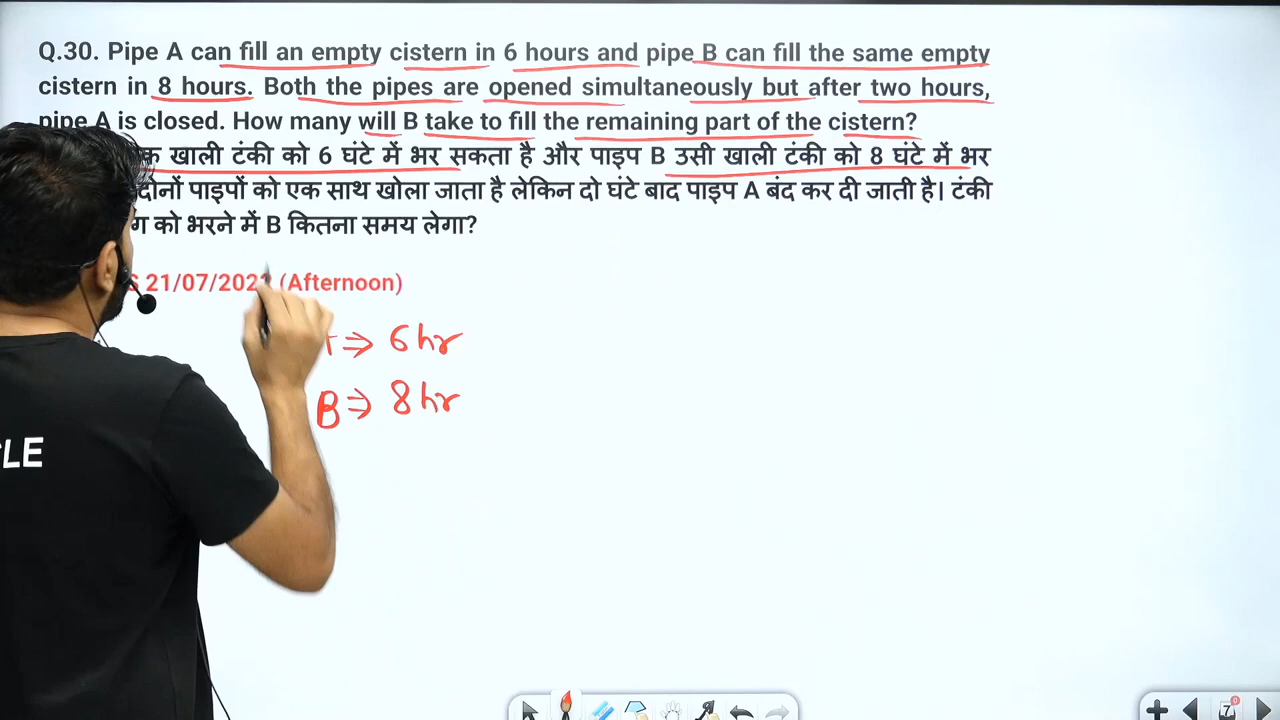 Q.30. Pipe A can fill an empty cistern in 6 hours and pipe B can fill the same empty
cistern in 8 hours. Both the pipes are opened simultaneously but after two hours,
pipe A is closed. How many will B take to fill the remaining part of the cistern?
खाली टंकी को 6 घंटे में भर सकता है और पाइप B उसी खाली टंकी को 8 घंटे में भर
दोनों पाइपों को एक साथ खोला जाता है लेकिन दो घंटे बाद पाइप A बंद कर दी जाती है। टंकी
को भरने में B कितना समय लेगा?
21/07/2021 (Afternoon)
⇒ 6 hr
B ⇒ 8 hr
LE
7